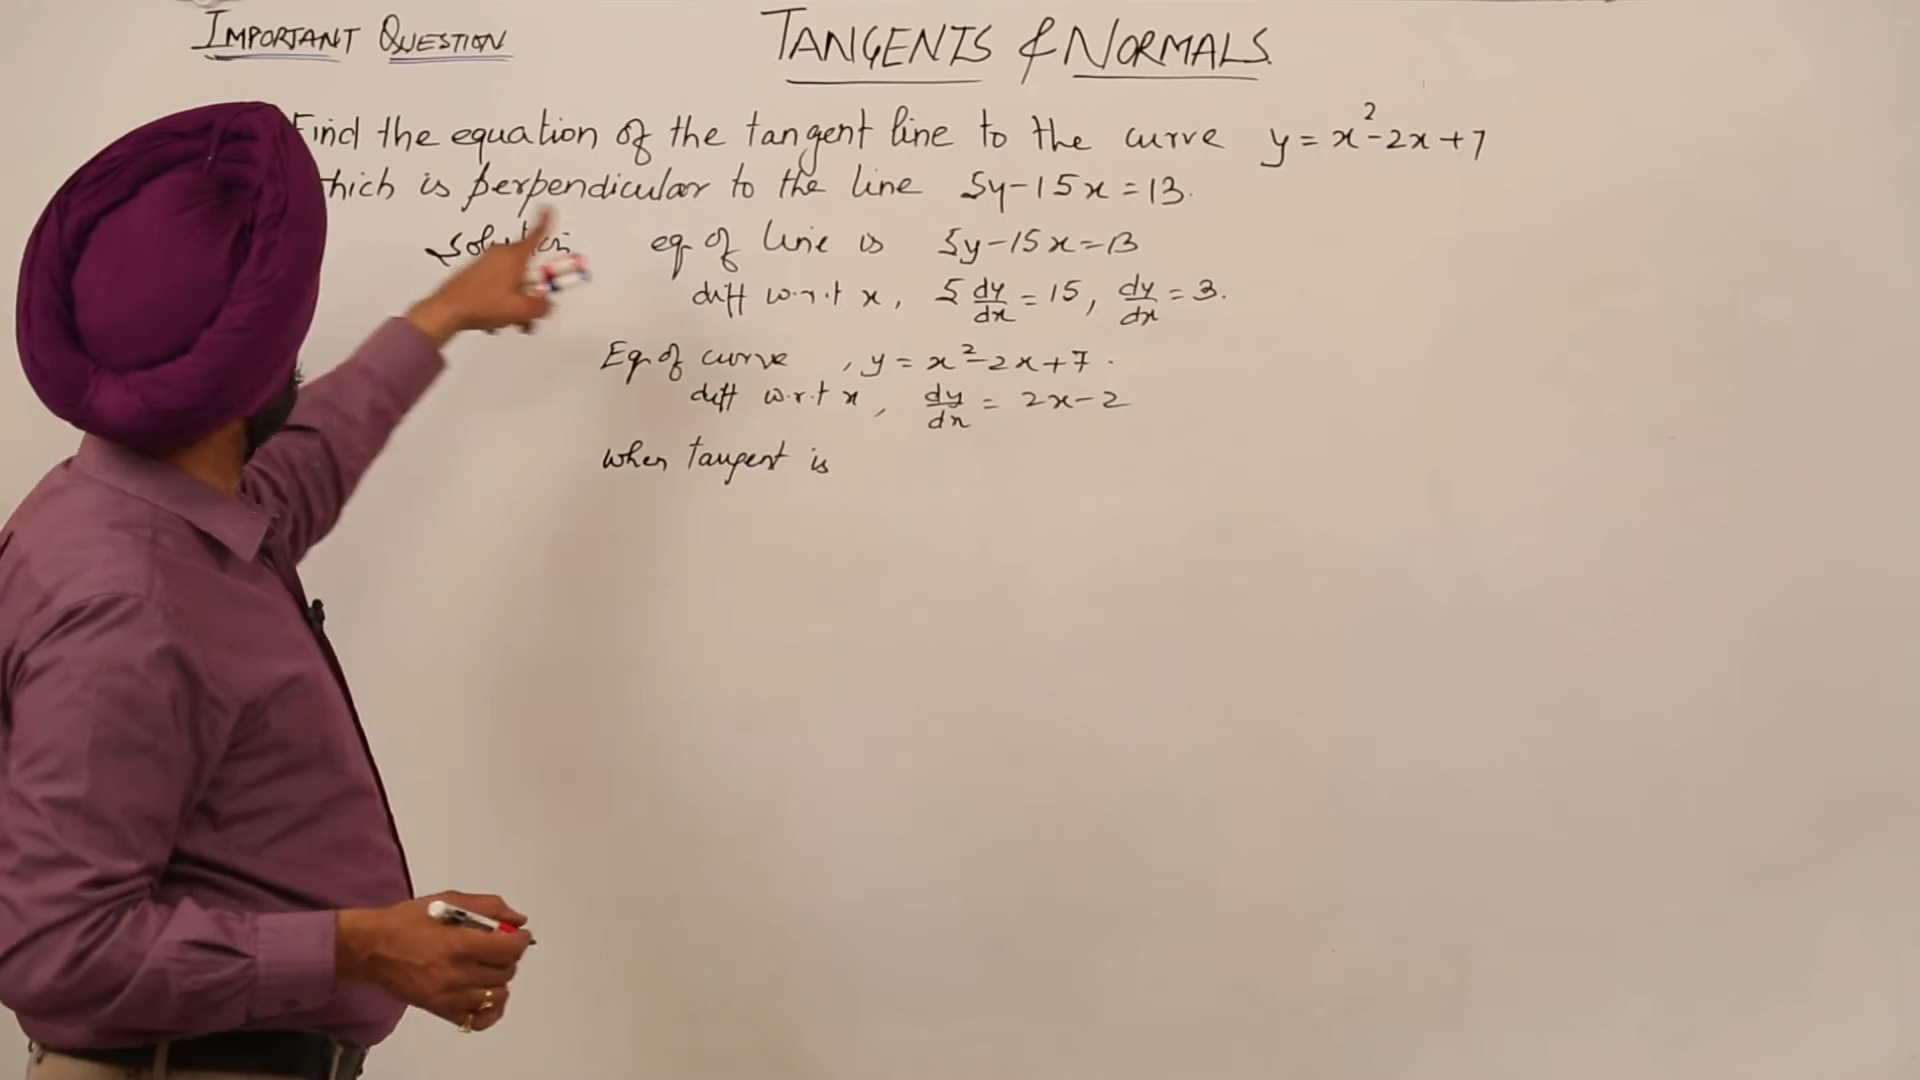 IMPORTANT QUESTION
TANGENTS & NORMALS
Find the equation of the tangent line to the curve y = x²-2x+7
hich is perpendicular to the line 5y-15x=13.
Solution eq of line is 5y-15x=13
diff w.r.t x, 5 dy/dx = 15, dy/dx = 3.
Eq of curve , y = x²-2x+7.
diff w.r.t x, dy/dx = 2x-2
when tangent is